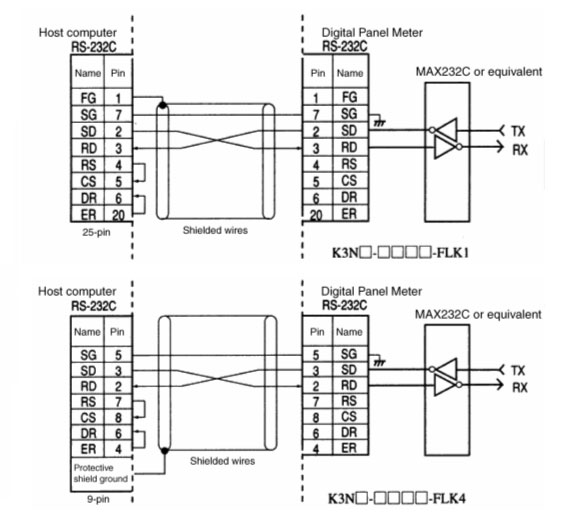 Host computer
RS-232C
Digital Panel Meter
RS-232C
Name Pin
Pin Name
MAX232C or equivalent
FG 1
1 FG
SG 7
7 SG
SD 2
2 SD
TX
RD 3
3 RD
RX
RS 4
4 RS
CS 5
5 CS
DR 6
6 DR
ER 20
20 ER
25-pin
Shielded wires
K3N□-□□□□-FLK1
Host computer
RS-232C
Digital Panel Meter
RS-232C
MAX232C or equivalent
Name Pin
Pin Name
SG 5
5 SG
SD 3
3 SD
TX
RD 2
2 RD
RX
RS 7
7 RS
CS 8
8 CS
DR 6
6 DR
ER 4
4 ER
Protective
shield ground
Shielded wires
9-pin
K3N□-□□□□-FLK4